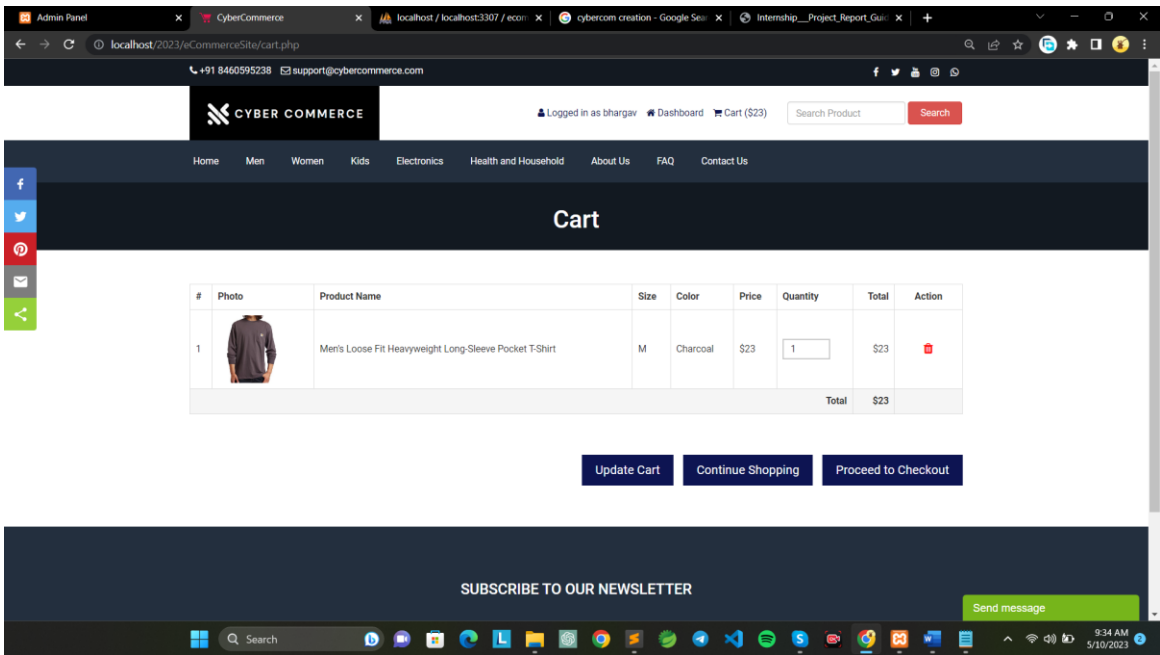 Admin Panel
CyberCommerce
localhost / localhost:3307 / ecom
cybercom creation - Google Sear
Internship__Project_Report_Guid
localhost/2023/eCommerceSite/cart.php
+91 8460595238 support@cybercommerce.com
CYBER COMMERCE
Logged in as bhargav Dashboard Cart ($23) Search Product Search
Home Men Women Kids Electronics Health and Household About Us FAQ Contact Us
Cart
# Photo Product Name Size Color Price Quantity Total Action
1 Men's Loose Fit Heavyweight Long-Sleeve Pocket T-Shirt M Charcoal $23 1 $23
Total $23
Update Cart Continue Shopping Proceed to Checkout
SUBSCRIBE TO OUR NEWSLETTER
Send message
Search
9:34 AM
5/10/2023